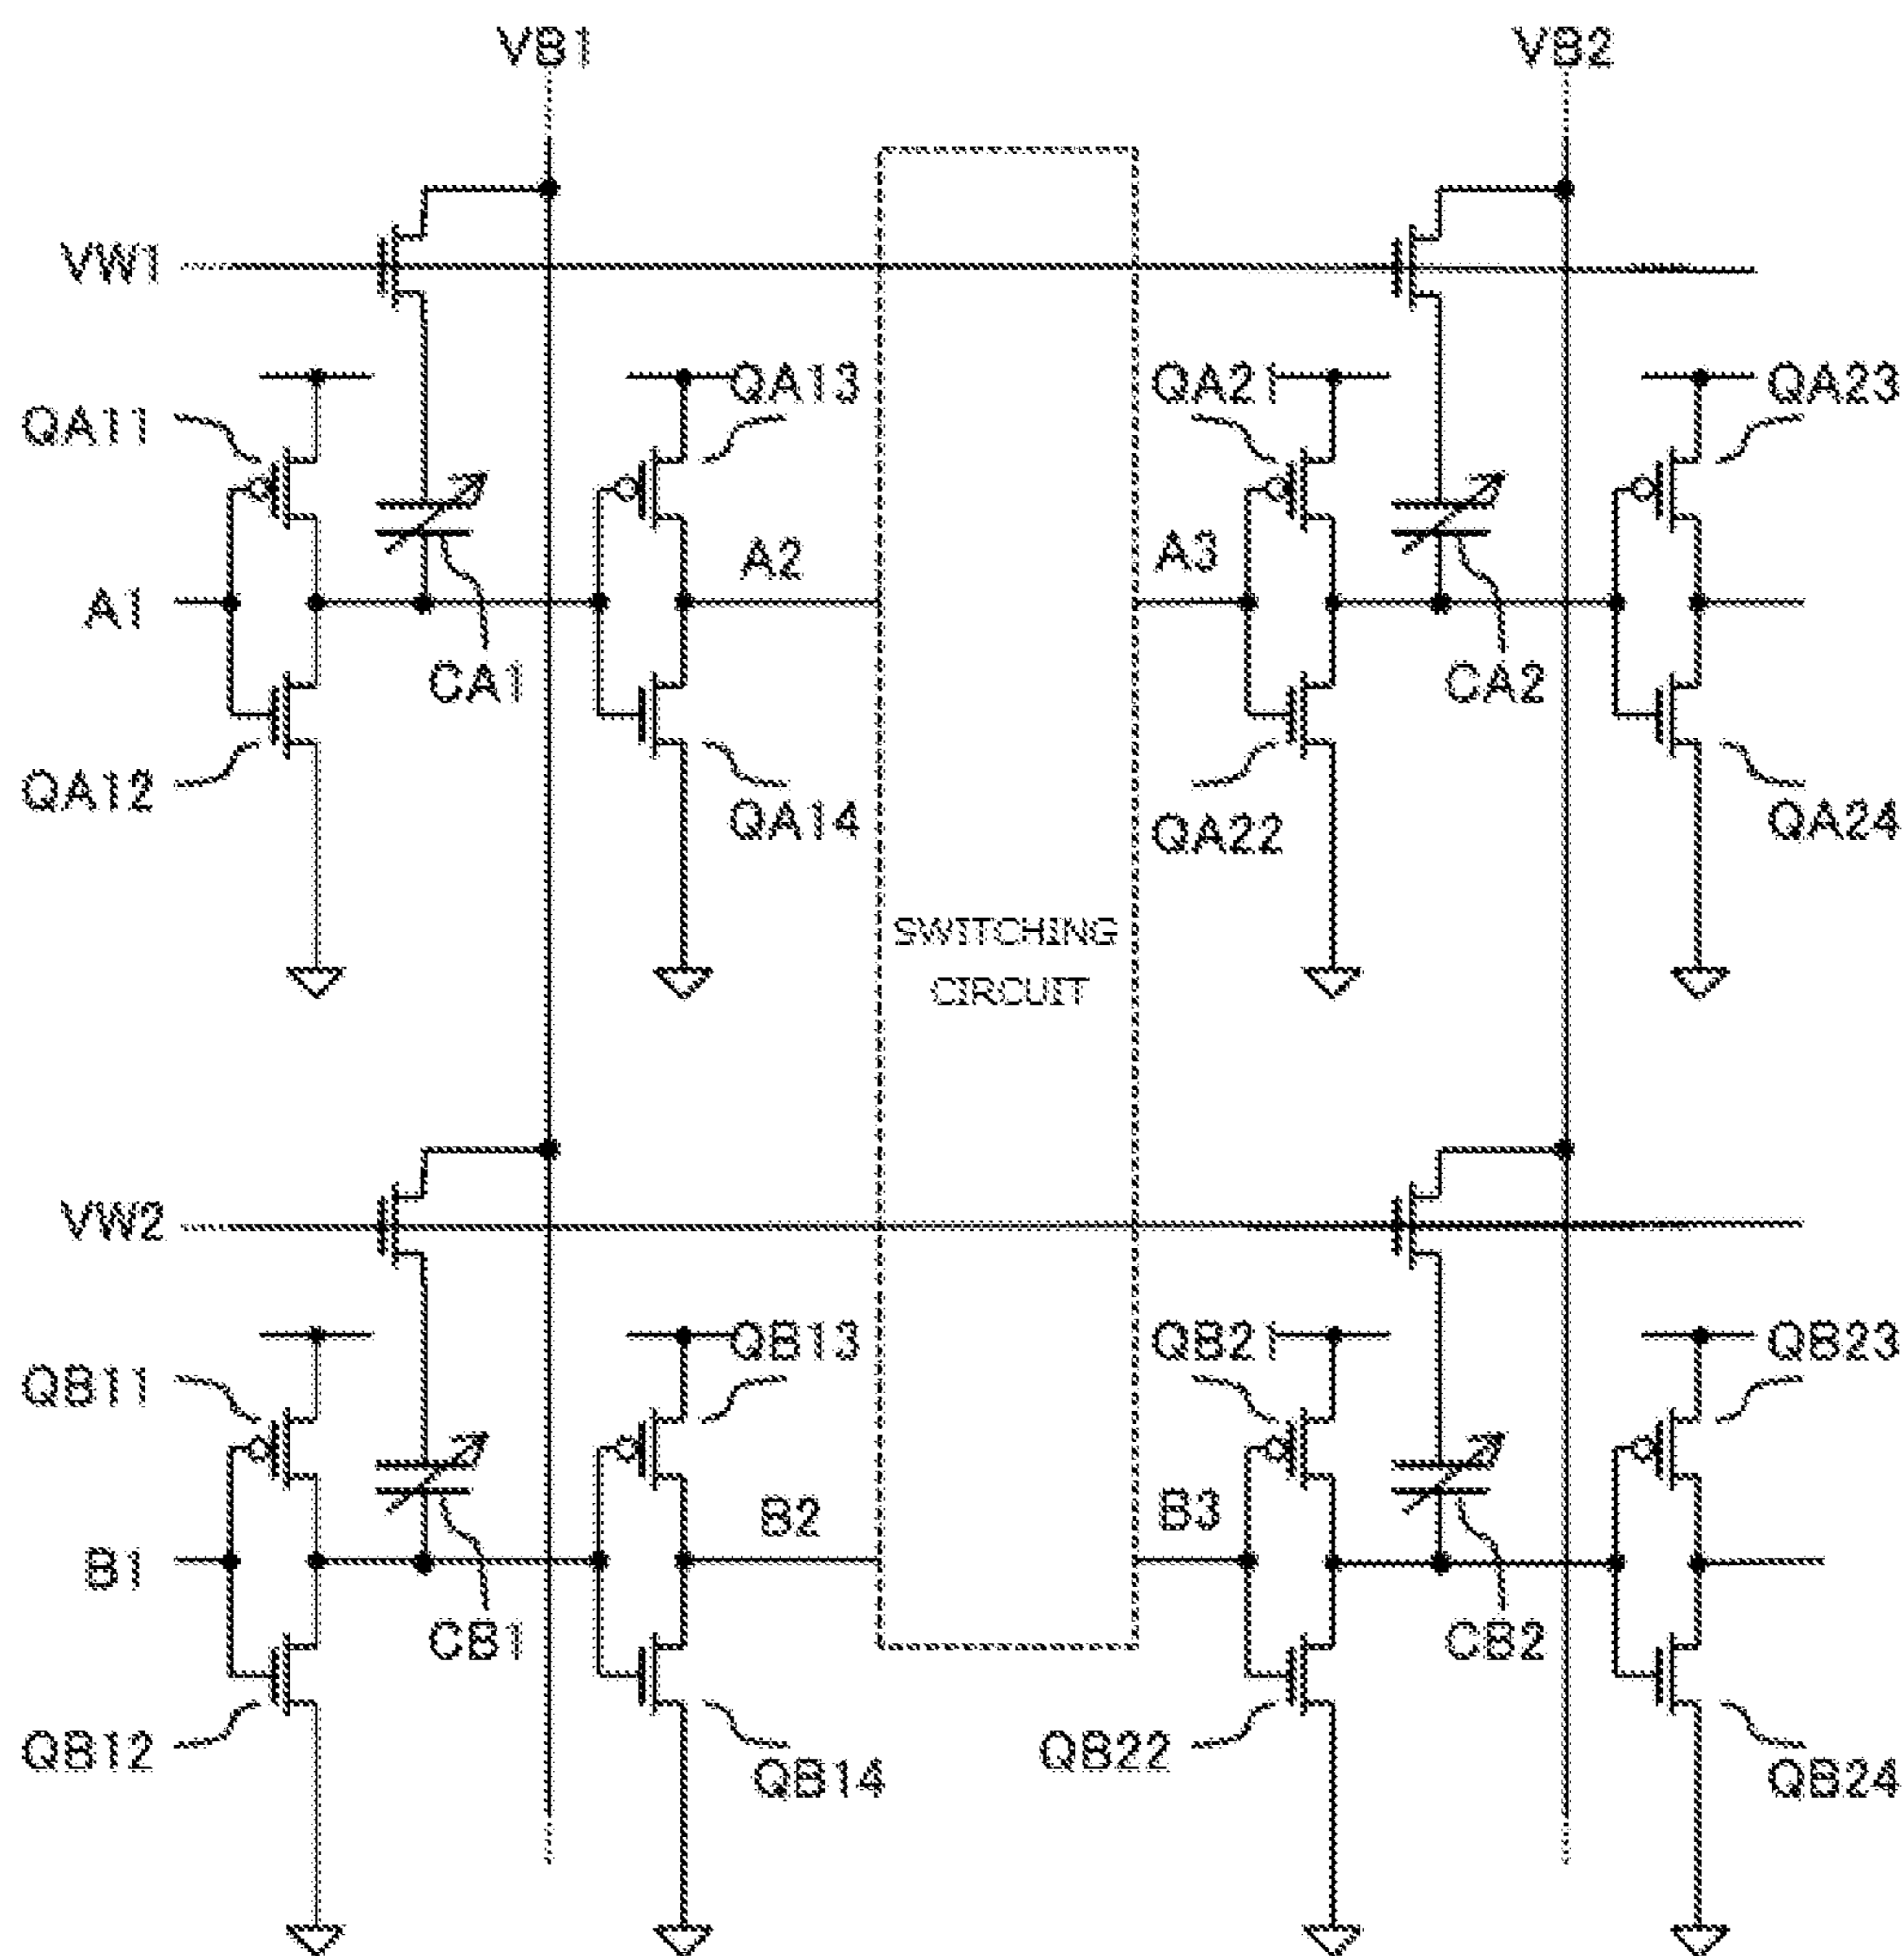 VB1 VB2
VW1
QA11 QA13 QA21 QA23
A1 A2 A3
CA1 CA2
QA12 QA14 QA22 QA24
SWITCHING
CIRCUIT
VW2
QB11 QB13 QB21 QB23
B1 B2 B3
CB1 CB2
QB12 QB14 QB22 QB24